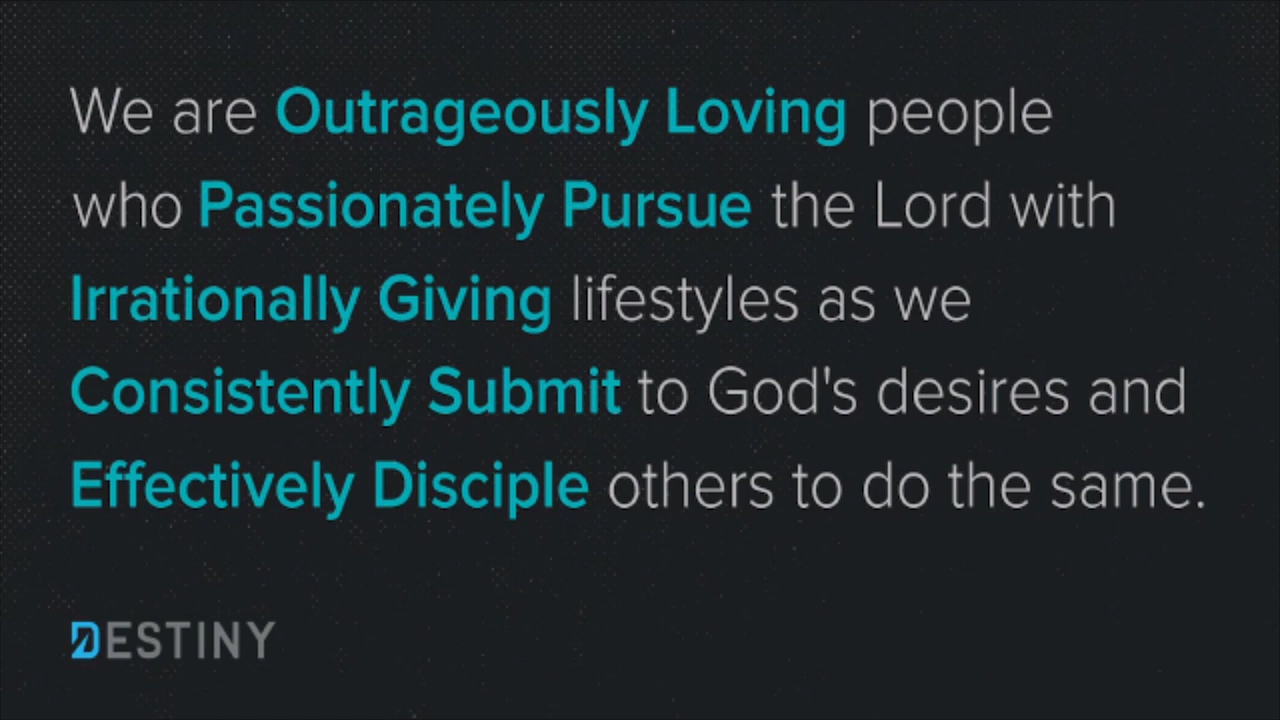 We are Outrageously Loving people
who Passionately Pursue the Lord with
Irrationally Giving lifestyles as we
Consistently Submit to God's desires and
Effectively Disciple others to do the same.
DESTINY